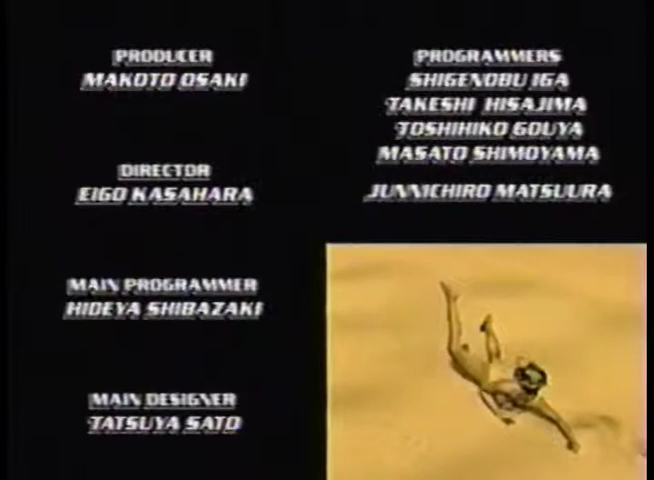 PRODUCER
MAKOTO OSAKI
DIRECTOR
EIGO KASAHARA
MAIN PROGRAMMER
HIDEYA SHIBAZAKI
MAIN DESIGNER
TATSUYA SATO
PROGRAMMERS
SHIGENOBU IGA
TAKESHI HISAJIMA
TOSHIHIKO GOUYA
MASATO SHIMOYAMA
JUNNICHIRO MATSUURA